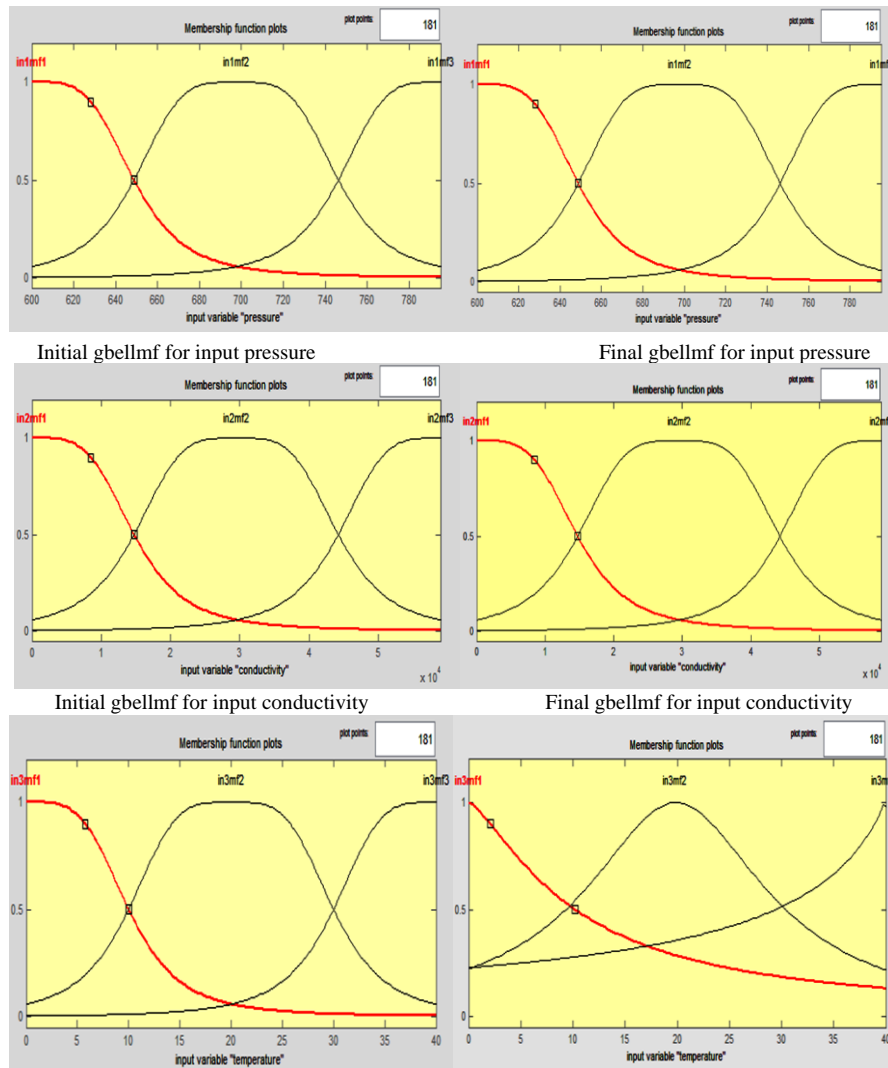 Membership function plots plot points: 181
in1mf1 in1mf2 in1mf3
1
0.5
0
600 620 640 660 680 700 720 740 760 780
input variable "pressure"
Membership function plots plot points: 181
in1mf1 in1mf2 in1mf
1
0.5
0
600 620 640 660 680 700 720 740 760 780
input variable "pressure"
Initial gbellmf for input pressure Final gbellmf for input pressure
Membership function plots plot points: 181
in2mf1 in2mf2 in2mf3
1
0.5
0
0 1 2 3 4 5
input variable "conductivity"
x 10^4
Membership function plots plot points: 181
in2mf1 in2mf2 in2mf
1
0.5
0
0 1 2 3 4 5
input variable "conductivity"
x 10^4
Initial gbellmf for input conductivity Final gbellmf for input conductivity
Membership function plots plot points: 181
in3mf1 in3mf2 in3mf3
1
0.5
0
0 5 10 15 20 25 30 35 40
input variable "temperature"
Membership function plots plot points: 181
in3mf1 in3mf2 in3m
1
0.5
0
0 5 10 15 20 25 30 35 40
input variable "temperature"